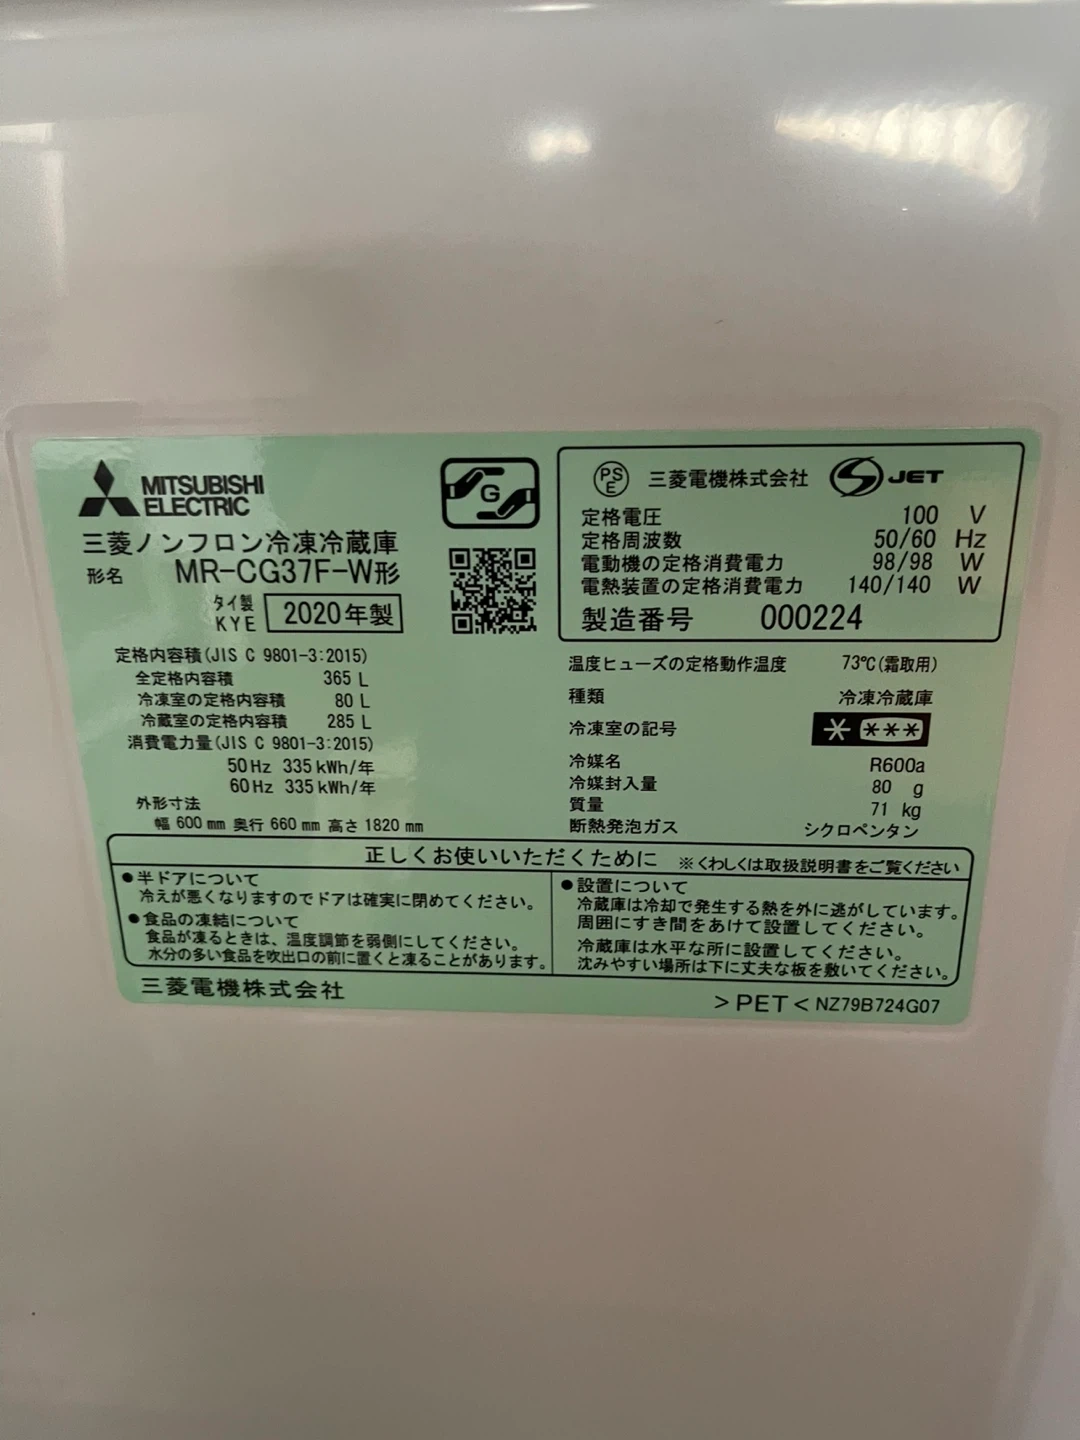 MITSUBISHI
ELECTRIC
G
三菱ノンフロン冷凍冷蔵庫
形名 MR-CG37F-W形
タイ製
KYE 2020年製
PSE 三菱電機株式会社 JET
定格電圧 100 V
定格周波数 50/60 Hz
電動機の定格消費電力 98/98 W
電熱装置の定格消費電力 140/140 W
製造番号 000224
定格内容積(JIS C 9801-3:2015)
全定格内容積 365 L
冷凍室の定格内容積 80 L
冷蔵室の定格内容積 285 L
消費電力量(JIS C 9801-3:2015)
50Hz 335kWh/年
60Hz 335kWh/年
外形寸法
幅 600mm 奥行 660mm 高さ 1820mm
温度ヒューズの定格動作温度 73℃(霜取用)
種類 冷凍冷蔵庫
冷凍室の記号 * ***
冷媒名 R600a
冷媒封入量 80 g
質量 71 kg
断熱発泡ガス シクロペンタン
正しくお使いいただくために ※くわしくは取扱説明書をご覧ください
●半ドアについて
冷えが悪くなりますのでドアは確実に閉めてください。
●食品の凍結について
食品が凍るときは、温度調節を弱側にしてください。
水分の多い食品を吹出口の前に置くと凍ることがあります。
●設置について
冷蔵庫は冷却で発生する熱を外に逃がしています。
周囲にすき間をあけて設置してください。
冷蔵庫は水平な所に設置してください。
沈みやすい場所は下に丈夫な板を敷いてください。
三菱電機株式会社
>PET< NZ79B724G07